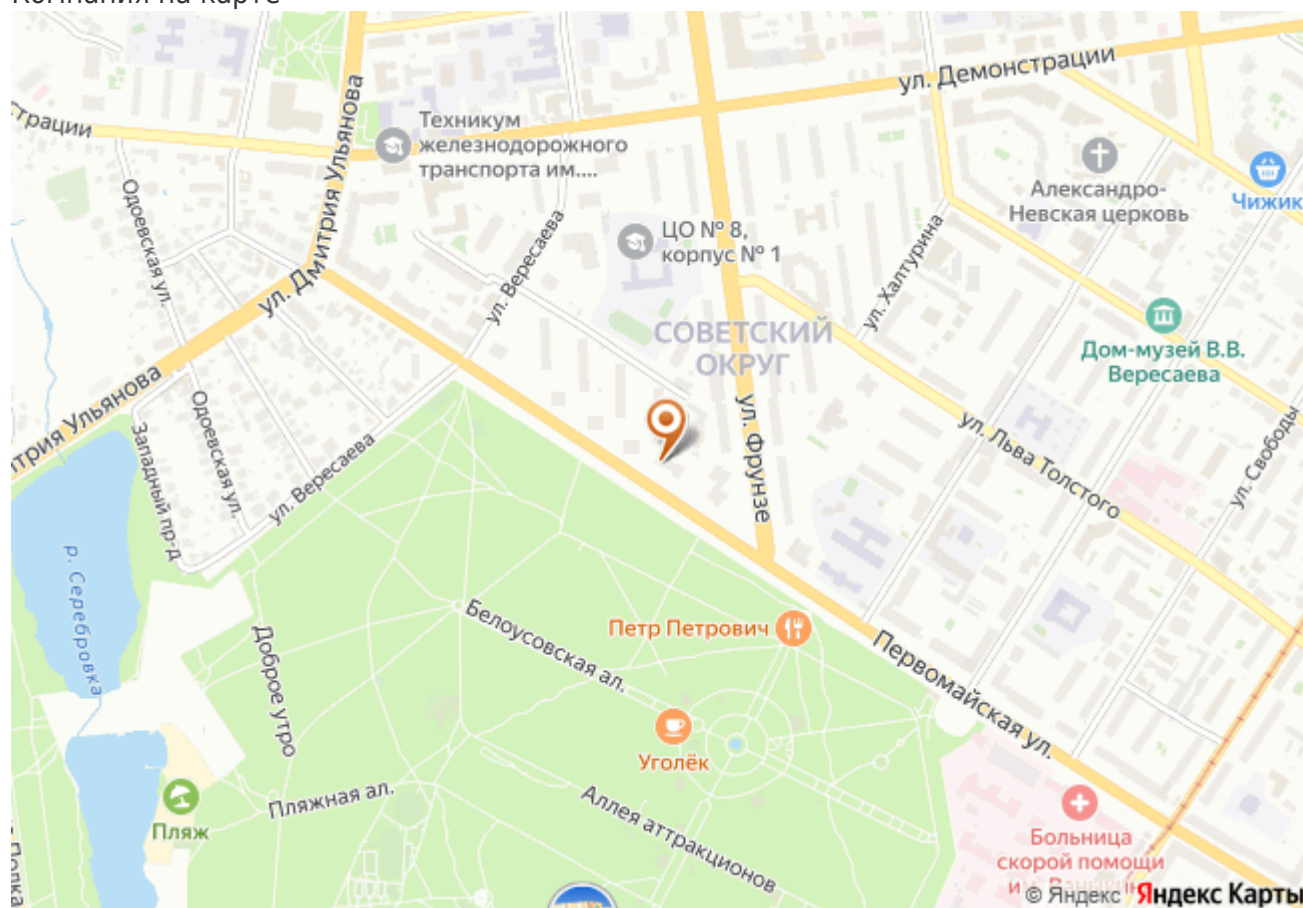 Компания на карте
ул. Демонстрации
страции
Техникум
железнодорожного
транспорта им....
ул. Дмитрия Ульянова
Александро-
Невская церковь
Чижик
Одоевская ул.
ул. Вересаева
ЦО № 8,
корпус № 1
ул. Халтурина
СОВЕТСКИЙ
ОКРУГ
Дом-музей В.В.
Вересаева
трия Ульянова
Одоевская ул.
Западный пр-д
ул. Вересаева
ул. Фрунзе
ул. Льва Толстого
ул. Свободы
р. Серебровка
Доброе утро
Белоусовская ал.
Петр Петрович
Первомайская ул.
Уголёк
Пляжная ал.
Пляж
Аллея аттракционов
Больница
скорой помощи
© Яндекс Яндекс Карты